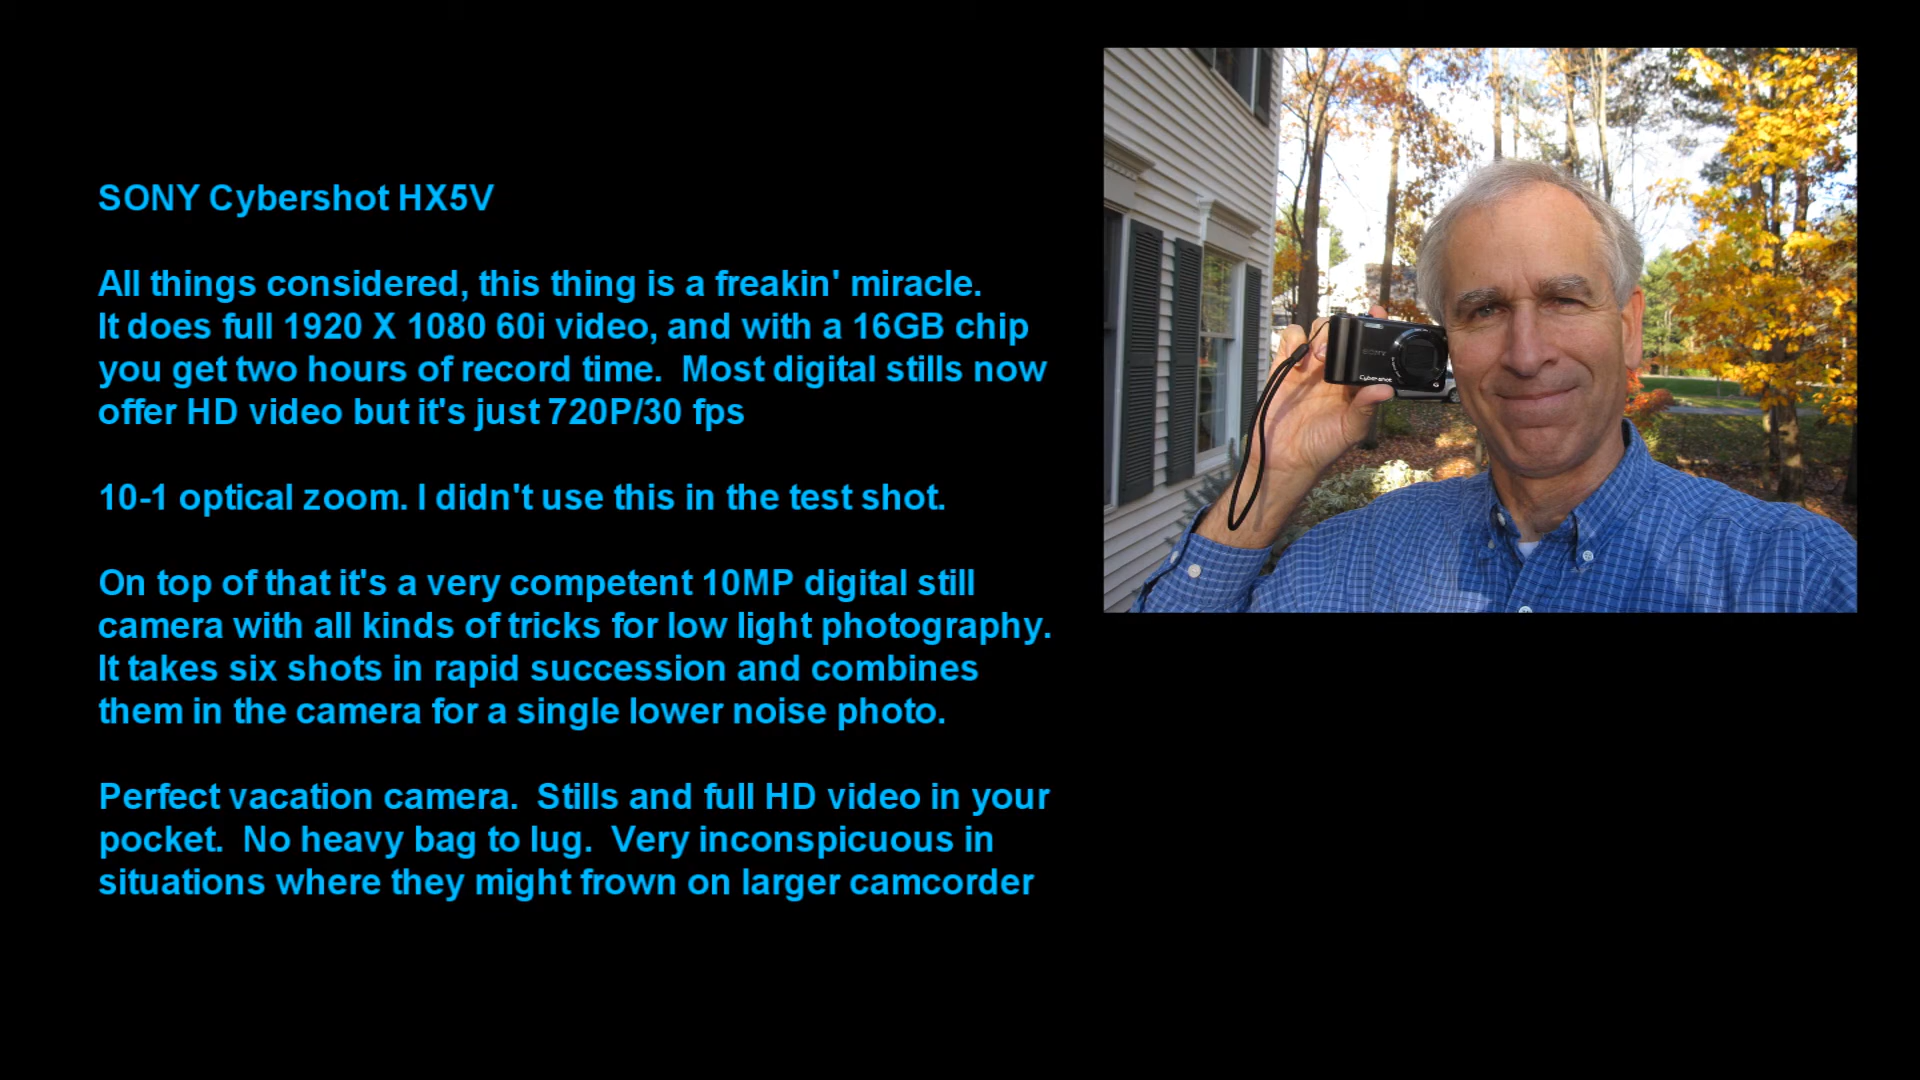 SONY Cybershot HX5V
All things considered, this thing is a freakin' miracle.
It does full 1920 X 1080 60i video, and with a 16GB chip
you get two hours of record time.  Most digital stills now
offer HD video but it's just 720P/30 fps
10-1 optical zoom. I didn't use this in the test shot.
On top of that it's a very competent 10MP digital still
camera with all kinds of tricks for low light photography.
It takes six shots in rapid succession and combines
them in the camera for a single lower noise photo.
Perfect vacation camera.  Stills and full HD video in your
pocket.  No heavy bag to lug.  Very inconspicuous in
situations where they might frown on larger camcorder
SONY
Cyber-shot
G